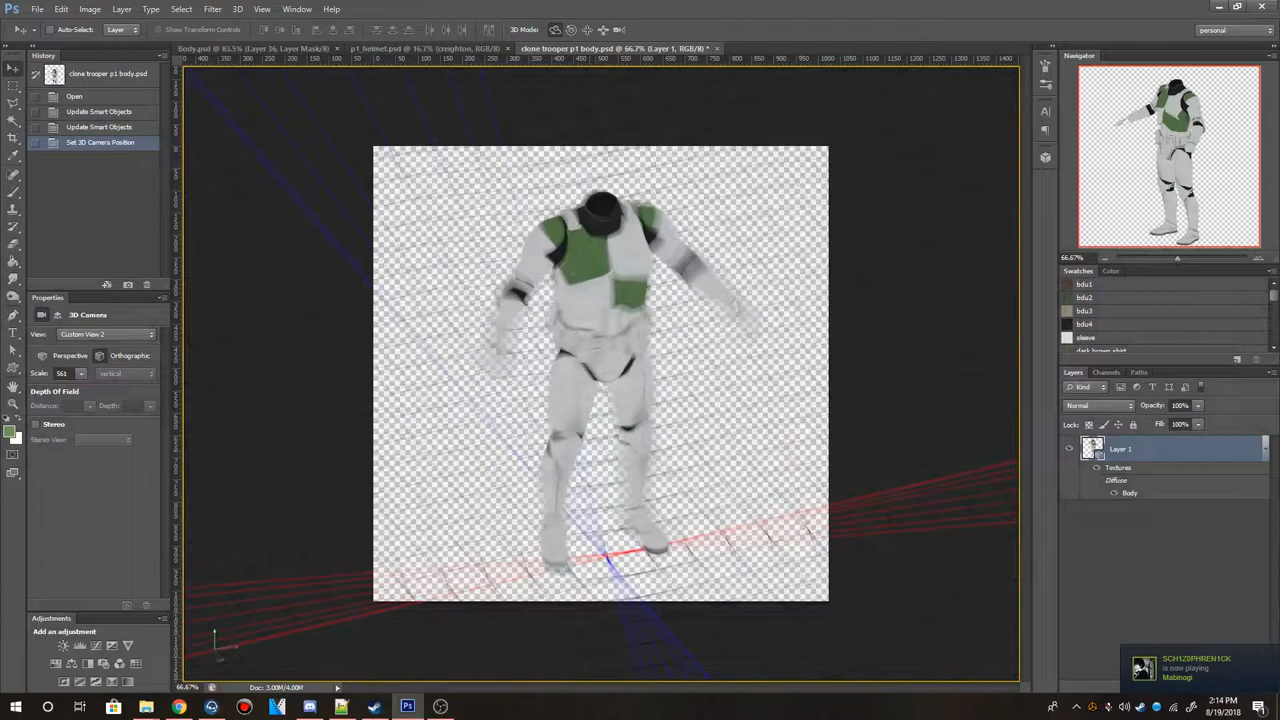 Ps File Edit Image Layer Type Select Filter 3D View Window Help
Auto-Select: Layer Show Transform Controls 3D Mode: personal
Body.psd @ 83.5% (Layer 36, Layer Mask/8) × p1_helmet.psd @ 16.7% (creighton, RGB/8) × clone trooper p1 body.psd @ 66.7% (Layer 1, RGB/8) * ×
History
clone trooper p1 body.psd
Open
Update Smart Objects
Update Smart Objects
Set 3D Camera Position
Properties
3D Camera
View: Custom View 2
Perspective Orthographic
Scale: 561 vertical
Depth Of Field
Distance: Depth:
Stereo
Stereo View:
Adjustments
Add an adjustment
66.67% Doc: 3.00M/4.00M
Navigator
66.67%
Swatches Color
bdu1
bdu2
bdu3
bdu4
sleeve
dark brown shirt
Layers Channels Paths
Kind
Normal Opacity: 100%
Lock: Fill: 100%
Layer 1
Textures
Diffuse
Body
SCH1Z0PHREN1CK
is now playing
Mabinogi
2:14 PM
8/19/2018